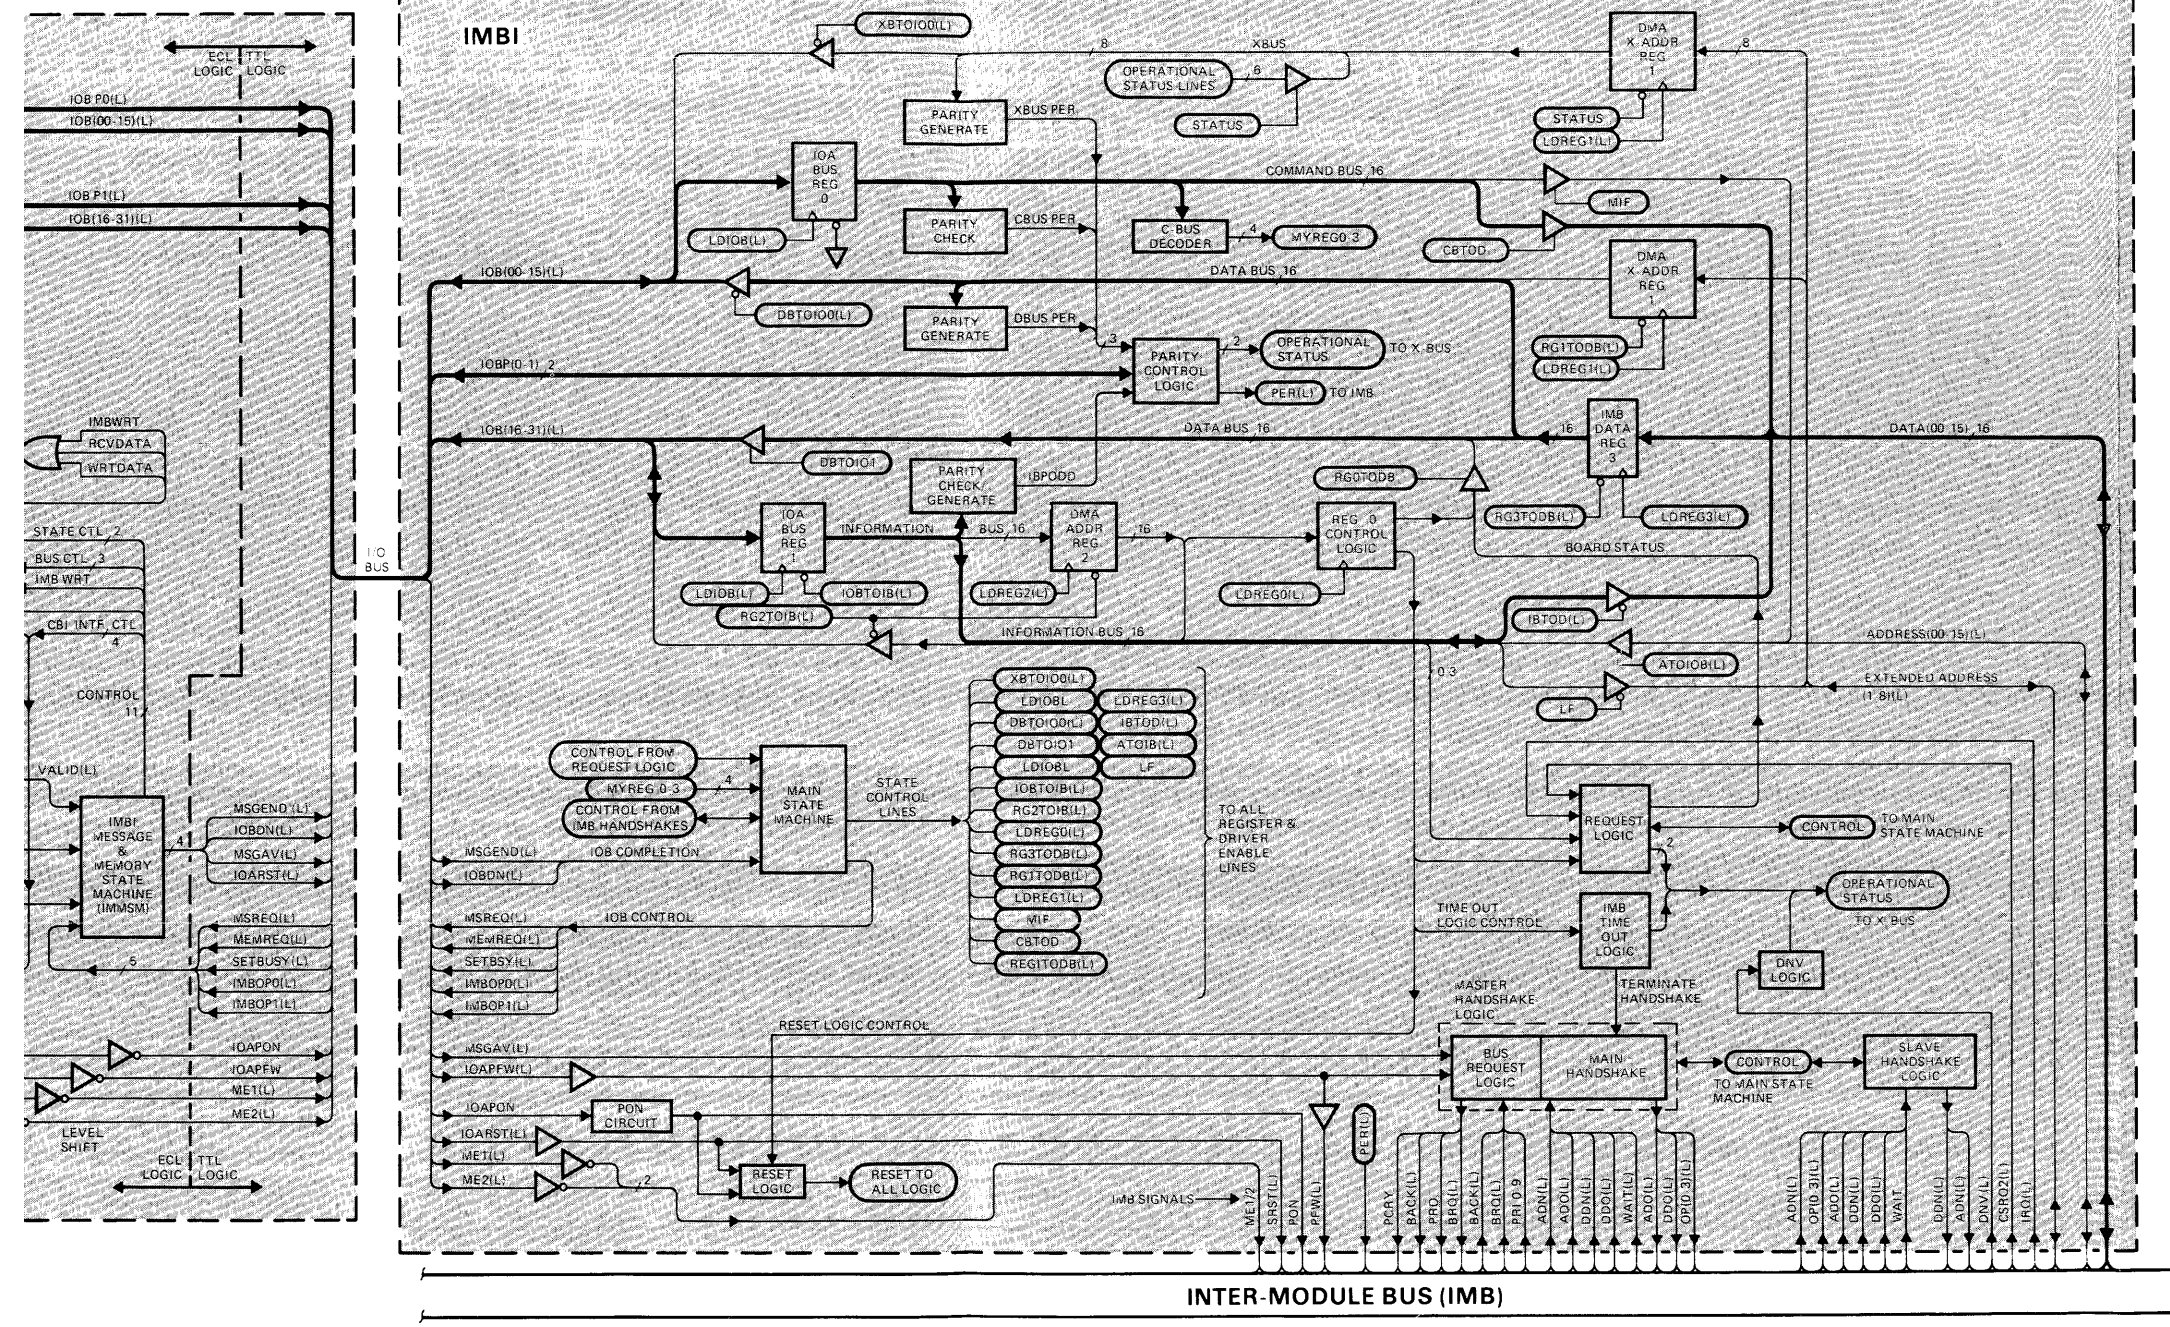 IMBI
ECL TTL
LOGIC LOGIC
IOB P0(L)
IOB(00-15)(L)
IOB P1(L)
IOB(16-31)(L)
IMBWRT
RCVDATA
WRTDATA
STATE CTL 2
BUS CTL 3
IMB WRT
CBI INTF CTL
4
CONTROL
11
VALID(L)
IMBI
MESSAGE
&
MEMORY
STATE
MACHINE
(IMMSM)
4
MSGEND(L)
IOBDN(L)
MSGAV(L)
IOARST(L)
MSREQ(L)
MEMREQ(L)
SETBUSY(L)
IMBOP0(L)
IMBOP1(L)
5
IOAPON
IOAPFW
ME1(L)
ME2(L)
LEVEL
SHIFT
ECL TTL
LOGIC LOGIC
I/O
BUS
XBTOIO0(L)
8
XBUS
OPERATIONAL
STATUS LINES
6
STATUS
DMA
X-ADDR
REG
1
8
STATUS
LDREG1(L)
PARITY
GENERATE
XBUS PER
IOA
BUS
REG
0
LDIOB(L)
COMMAND BUS 16
PARITY
CHECK
CBUS PER
C-BUS
DECODER
4
MYREG0-3
MIF
CBTOD
IOB(00-15)(L)
DBTOIO0(L)
DATA BUS 16
PARITY
GENERATE
DBUS PER
DMA
X-ADDR
REG
1
RG1TODB(L)
LDREG1(L)
3
PARITY
CONTROL
LOGIC
2
OPERATIONAL
STATUS
TO X-BUS
PER(L)
TO IMB
IOBP(0-1) 2
IOB(16-31)(L)
DBTOIO1
DATA BUS 16
16
IMB
DATA
REG
3
DATA(00-15) 16
RG3TODB(L)
LDREG3(L)
PARITY
CHECK/
GENERATE
IBPODD
RG0TODB
IOA
BUS
REG
1
INFORMATION
BUS 16
DMA
ADDR
REG
2
16
REG 0
CONTROL
LOGIC
BOARD STATUS
LDIOB(L)
IOBTOIB(L)
RG2TOIB(L)
LDREG2(L)
LDREG0(L)
INFORMATION BUS 16
IBTOD(L)
ADDRESS(00-15)(L)
ATOIOB(L)
0-3
LF
EXTENDED ADDRESS
(1-8)(L)
CONTROL FROM
REQUEST LOGIC
MYREG 0-3
4
CONTROL FROM
IMB HANDSHAKES
MAIN
STATE
MACHINE
STATE
CONTROL
LINES
XBTOIO0(L)
LDIOBL
LDREG3(L)
DBTOIO0(L)
IBTOD(L)
DBTOIO1
ATOIB(L)
LDIOBL
LF
IOBTOIB(L)
RG2TOIB(L)
LDREG0(L)
RG3TODB(L)
RG1TODB(L)
LDREG1(L)
MIF
CBTOD
REG1TODB(L)
TO ALL
REGISTER &
DRIVER
ENABLE
LINES
MSGEND(L)
IOB COMPLETION
IOBDN(L)
MSREQ(L)
IOB CONTROL
MEMREQ(L)
SETBSY(L)
IMBOP0(L)
IMBOP1(L)
REQUEST
LOGIC
2
CONTROL
TO MAIN
STATE MACHINE
OPERATIONAL
STATUS
TO X-BUS
TIME OUT
LOGIC CONTROL
IMB
TIME
OUT
LOGIC
DNV
LOGIC
MASTER
HANDSHAKE
LOGIC
TERMINATE
HANDSHAKE
RESET LOGIC CONTROL
MSGAV(L)
IOAPFW(L)
BUS
REQUEST
LOGIC
MAIN
HANDSHAKE
CONTROL
TO MAIN STATE
MACHINE
SLAVE
HANDSHAKE
LOGIC
IOAPON
PON
CIRCUIT
IOARST(L)
ME1(L)
ME2(L)
2
RESET
LOGIC
RESET TO
ALL LOGIC
IMB SIGNALS
ME1/2
SRST(L)
PON
PFW(L)
PER(L)
PCRY
BACK(L)
PRO
BRQ(L)
BACK(L)
BRQ(L)
PRI 0-9
ADN(L)
ADO(L)
DDN(L)
DDO(L)
WAIT(L)
ADO(L)
DDO(L)
OP(0-3)(L)
ADN(L)
OP(0-3)(L)
ADO(L)
DDN(L)
DDO(L)
WAIT
DDN(L)
ADN(L)
DNV(L)
CSRQ2(L)
IRQ(L)
INTER-MODULE BUS (IMB)